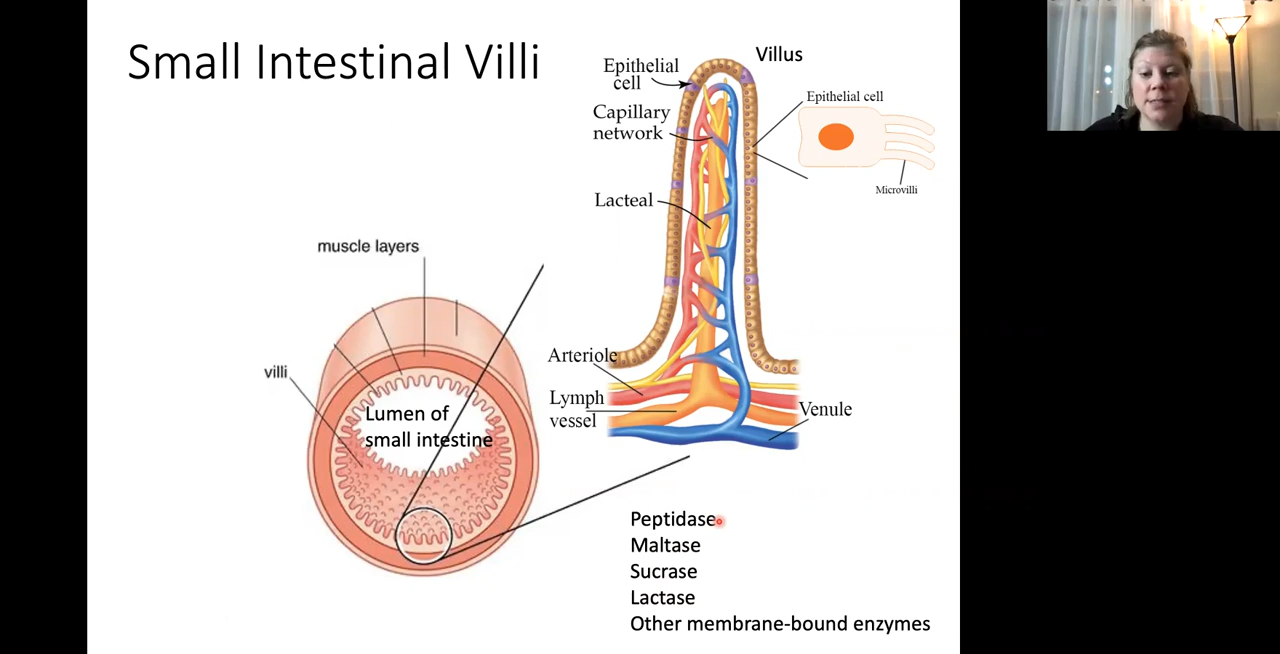 Small Intestinal Villi
Villus
Epithelial
cell
Epithelial cell
Capillary
network
Microvilli
Lacteal
muscle layers
Arteriole
villi
Lymph
vessel
Venule
Lumen of
small intestine
Peptidase
Maltase
Sucrase
Lactase
Other membrane-bound enzymes